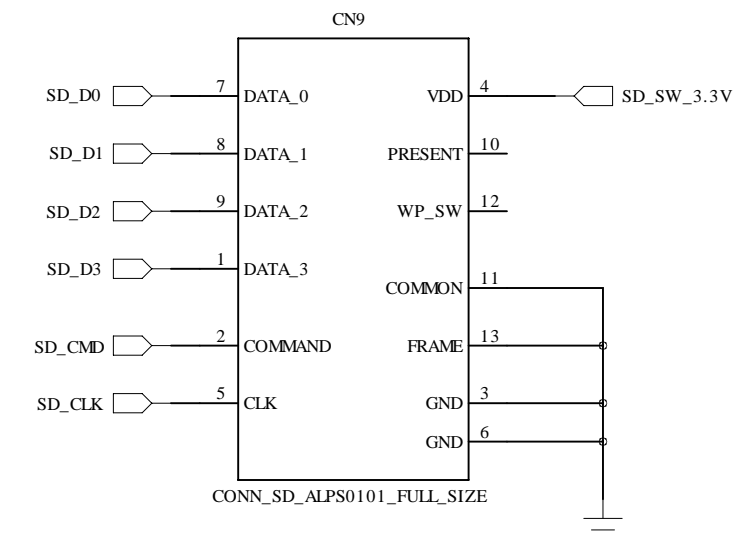 CN9
SD_D0 7 DATA_0 VDD 4 SD_SW_3.3V
SD_D1 8 DATA_1 PRESENT 10
SD_D2 9 DATA_2 WP_SW 12
SD_D3 1 DATA_3
COMMON 11
SD_CMD 2 COMMAND FRAME 13
SD_CLK 5 CLK GND 3
GND 6
CONN_SD_ALPS0101_FULL_SIZE